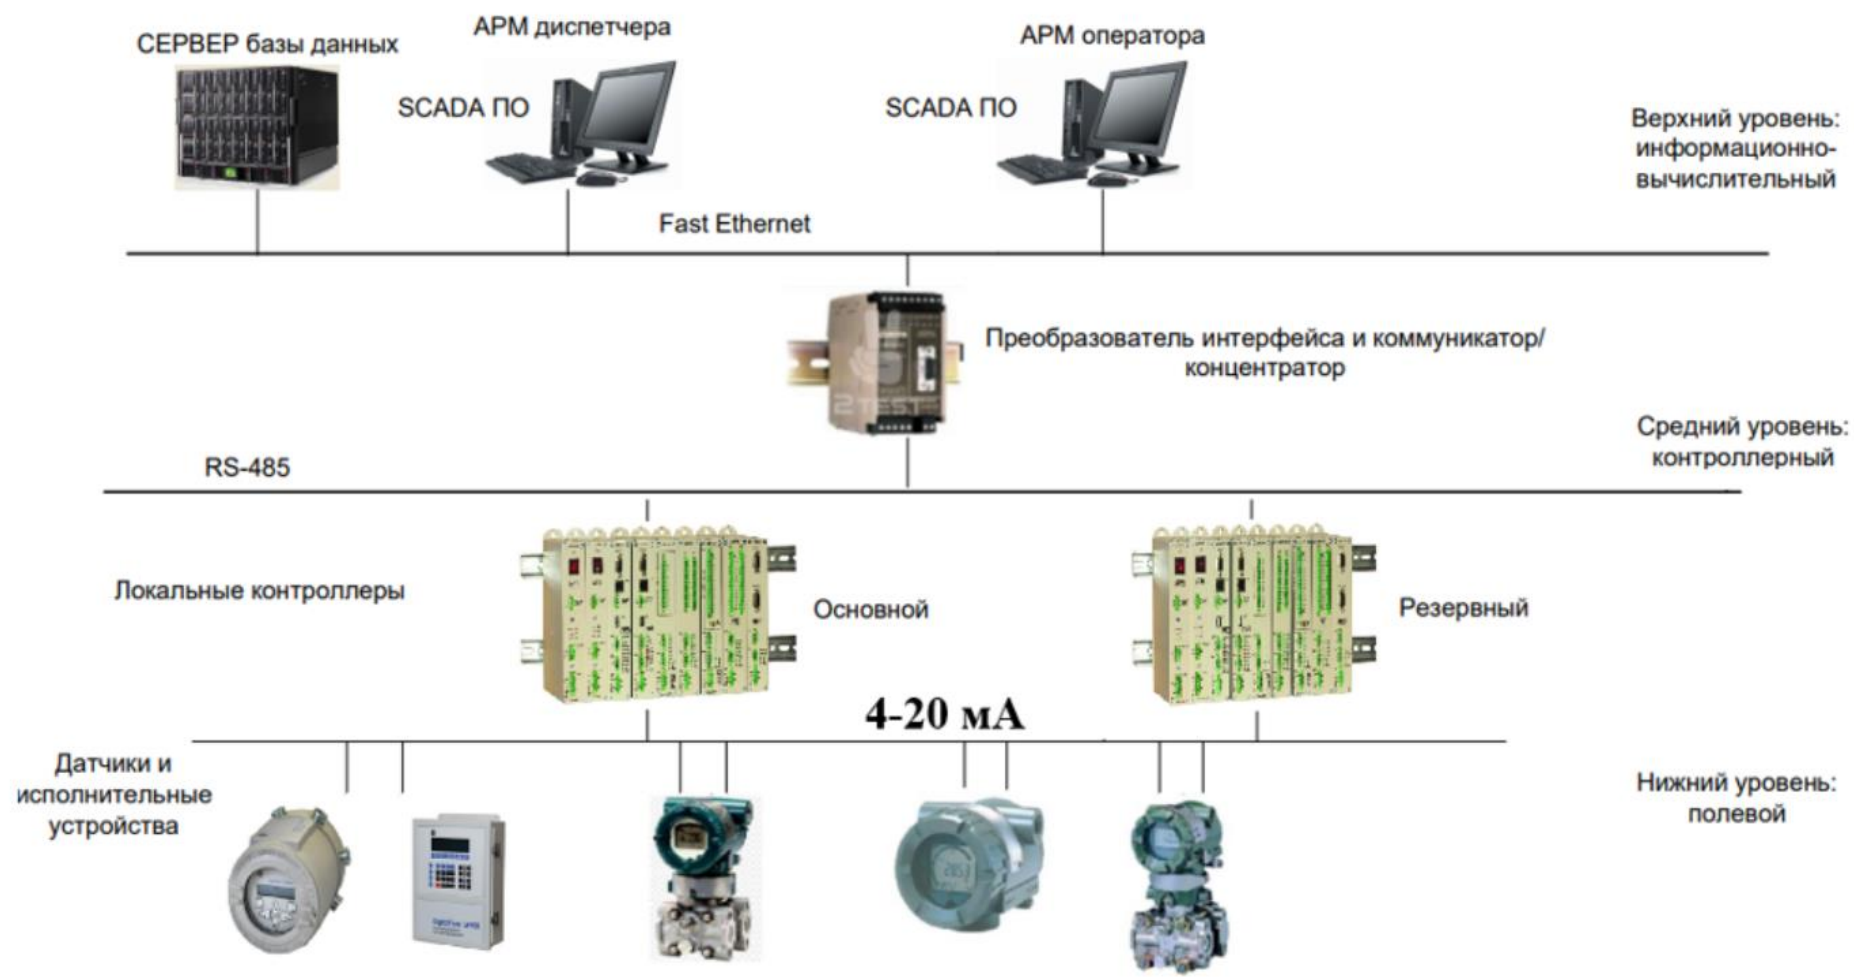 СЕРВЕР базы данных
АРМ диспетчера
АРМ оператора
SCADA ПО
SCADA ПО
Верхний уровень:
информационно-
вычислительный
Fast Ethernet
Преобразователь интерфейса и коммуникатор/
концентратор
2TEST
Средний уровень:
контроллерный
RS-485
Локальные контроллеры
Основной
Резервный
4-20 мА
Датчики и
исполнительные
устройства
Нижний уровень:
полевой